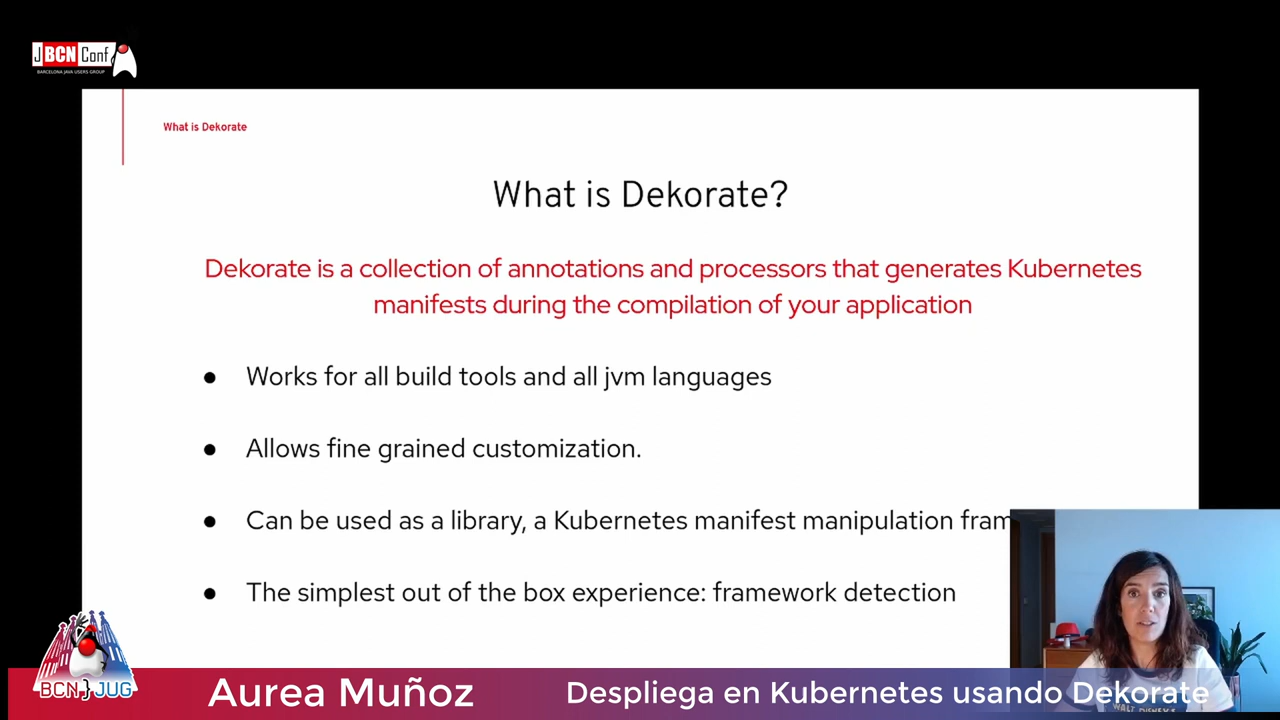 JBCNConf
BARCELONA JAVA USERS GROUP
What is Dekorate
What is Dekorate?
Dekorate is a collection of annotations and processors that generates Kubernetes
manifests during the compilation of your application
● Works for all build tools and all jvm languages
● Allows fine grained customization.
● Can be used as a library, a Kubernetes manifest manipulation fram
● The simplest out of the box experience: framework detection
BCN JUG
Aurea Muñoz
Despliega en Kubernetes usando Dekorate
WALT DISNEY